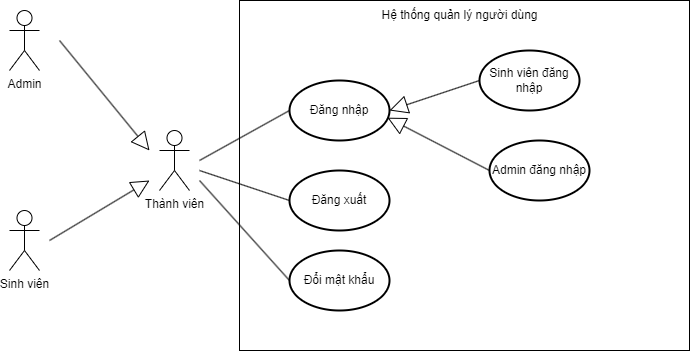 Hệ thống quản lý người dùng
Admin
Sinh viên đăng
nhập
Đăng nhập
Admin đăng nhập
Thành viên
Đăng xuất
Sinh viên
Đổi mật khẩu